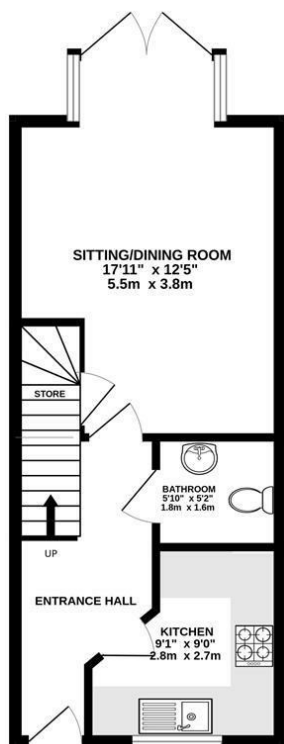 SITTING/DINING ROOM
17'11" x 12'5"
5.5m x 3.8m
STORE
BATHROOM
5'10" x 5'2"
1.8m x 1.6m
UP
ENTRANCE HALL
KITCHEN
9'1" x 9'0"
2.8m x 2.7m